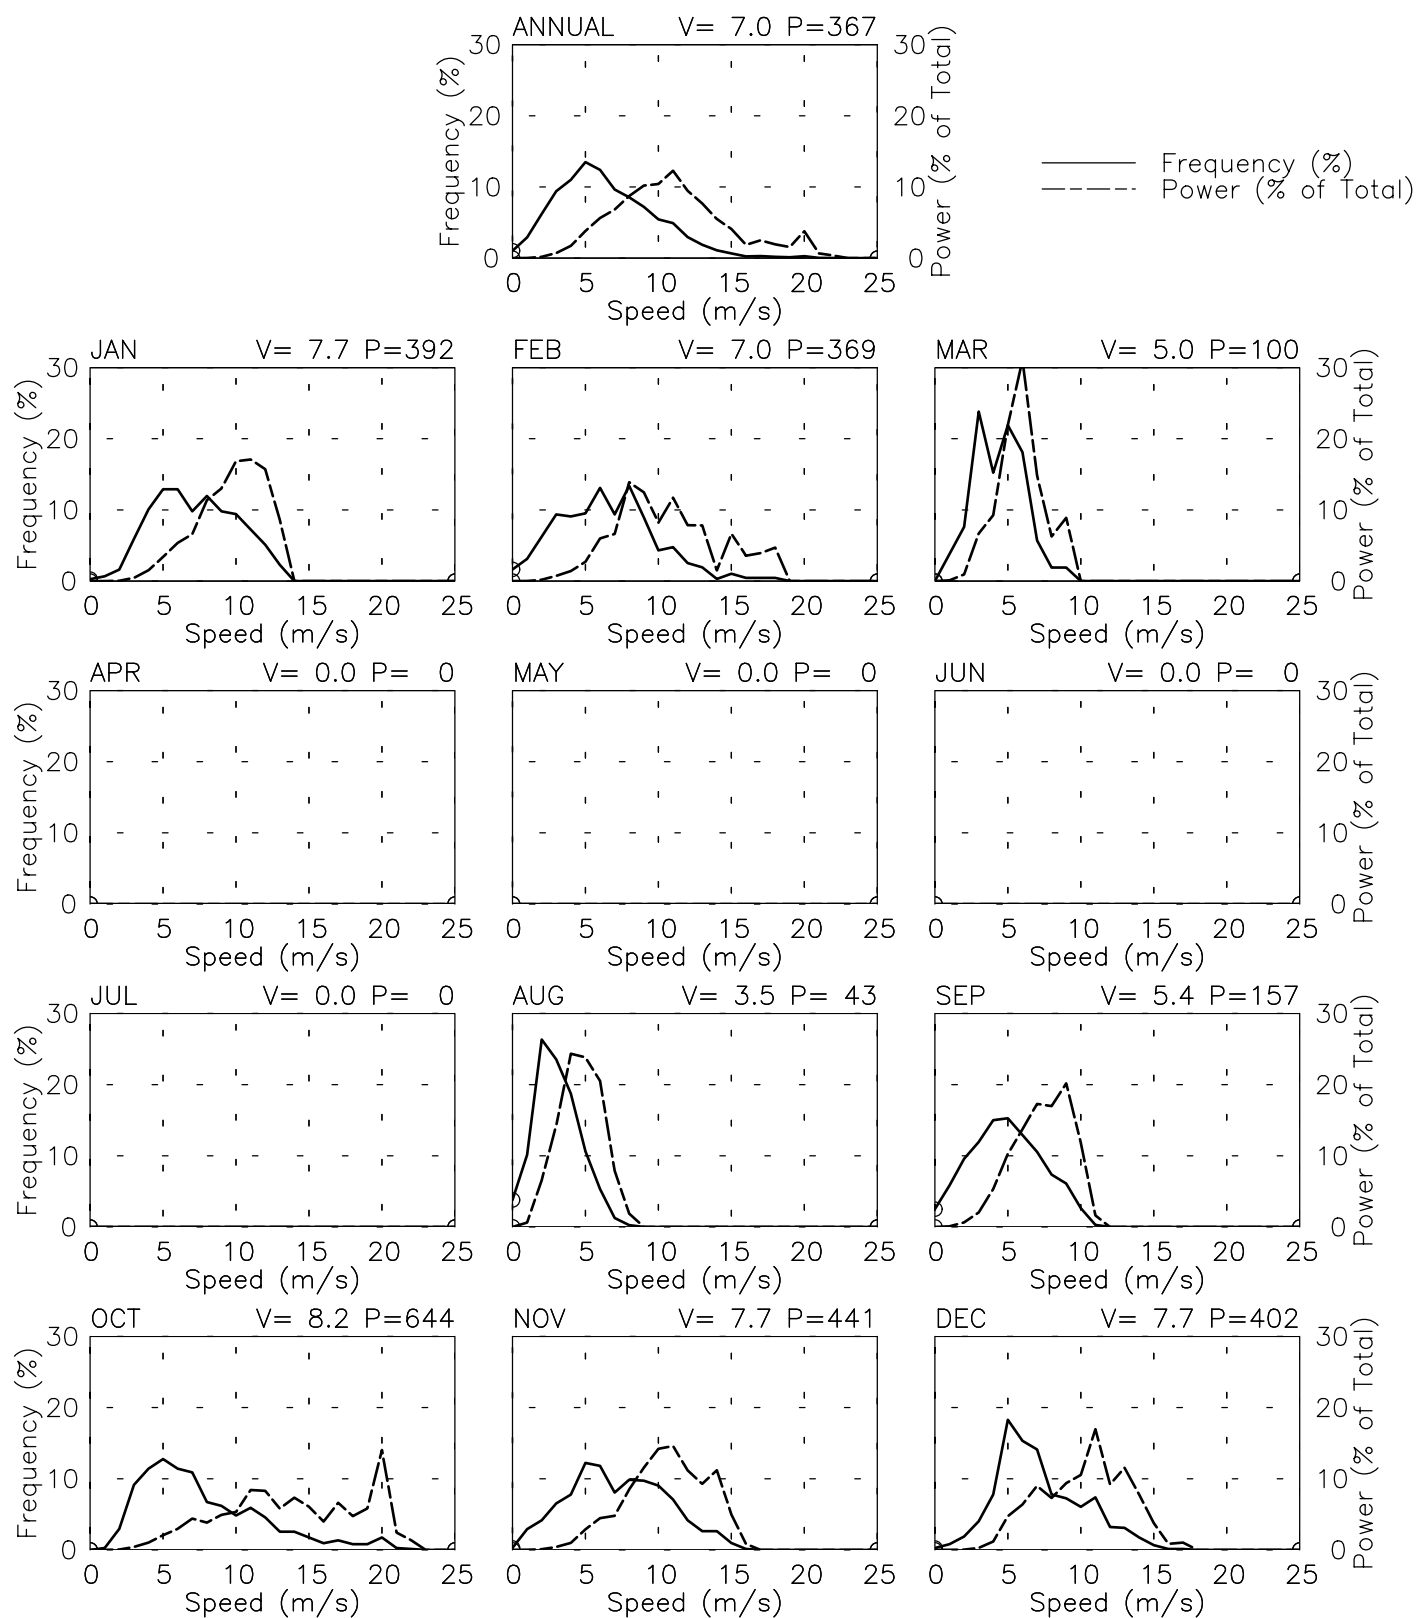 ANNUAL V= 7.0 P=367
Frequency (%)
30
20
10
0
30
20
10
0
Power (% of Total)
0 5 10 15 20 25
Speed (m/s)
Frequency (%)
Power (% of Total)
JAN V= 7.7 P=392
Frequency (%)
30
20
10
0
0 5 10 15 20 25
Speed (m/s)
FEB V= 7.0 P=369
0 5 10 15 20 25
Speed (m/s)
MAR V= 5.0 P=100
30
20
10
0
Power (% of Total)
0 5 10 15 20 25
Speed (m/s)
APR V= 0.0 P= 0
Frequency (%)
30
20
10
0
0 5 10 15 20 25
Speed (m/s)
MAY V= 0.0 P= 0
0 5 10 15 20 25
Speed (m/s)
JUN V= 0.0 P= 0
30
20
10
0
Power (% of Total)
0 5 10 15 20 25
Speed (m/s)
JUL V= 0.0 P= 0
Frequency (%)
30
20
10
0
0 5 10 15 20 25
Speed (m/s)
AUG V= 3.5 P= 43
0 5 10 15 20 25
Speed (m/s)
SEP V= 5.4 P=157
30
20
10
0
Power (% of Total)
0 5 10 15 20 25
Speed (m/s)
OCT V= 8.2 P=644
Frequency (%)
30
20
10
0
0 5 10 15 20 25
Speed (m/s)
NOV V= 7.7 P=441
0 5 10 15 20 25
Speed (m/s)
DEC V= 7.7 P=402
30
20
10
0
Power (% of Total)
0 5 10 15 20 25
Speed (m/s)